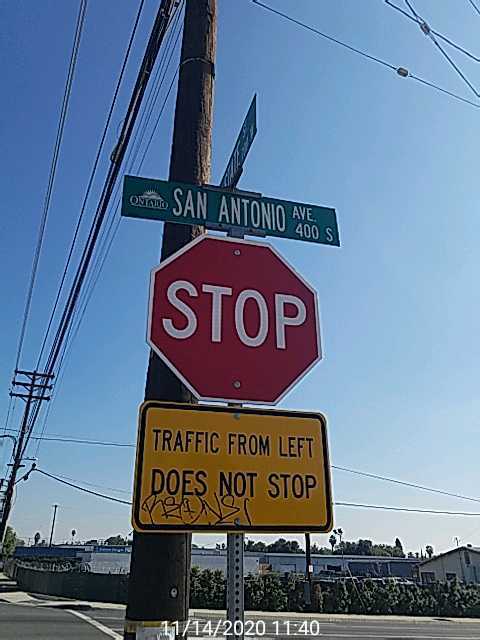 ONTARIO
SAN ANTONIO AVE.
400 S
STOP
TRAFFIC FROM LEFT
DOES NOT STOP
11/14/2020 11:40